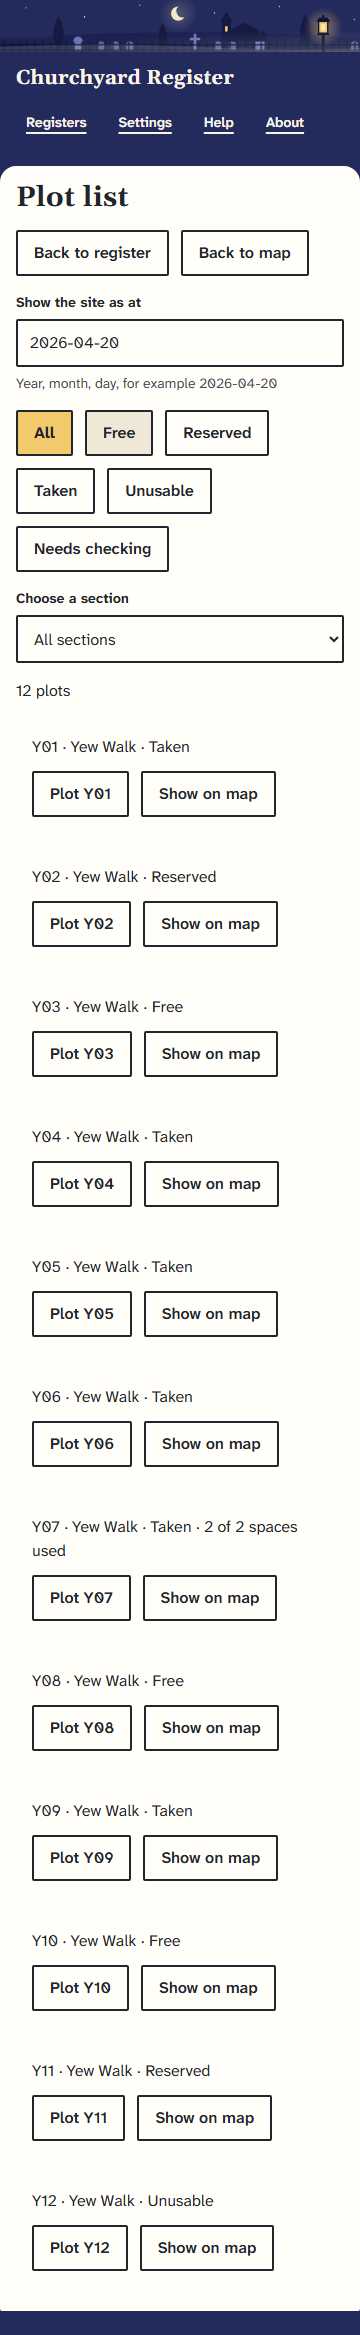 Churchyard Register
Registers Settings Help About
Plot list
Back to register Back to map
Show the site as at
2026-04-20
Year, month, day, for example 2026-04-20
All Free Reserved
Taken Unusable
Needs checking
Choose a section
All sections
12 plots
Y01 · Yew Walk · Taken
Plot Y01 Show on map
Y02 · Yew Walk · Reserved
Plot Y02 Show on map
Y03 · Yew Walk · Free
Plot Y03 Show on map
Y04 · Yew Walk · Taken
Plot Y04 Show on map
Y05 · Yew Walk · Taken
Plot Y05 Show on map
Y06 · Yew Walk · Taken
Plot Y06 Show on map
Y07 · Yew Walk · Taken · 2 of 2 spaces
used
Plot Y07 Show on map
Y08 · Yew Walk · Free
Plot Y08 Show on map
Y09 · Yew Walk · Taken
Plot Y09 Show on map
Y10 · Yew Walk · Free
Plot Y10 Show on map
Y11 · Yew Walk · Reserved
Plot Y11 Show on map
Y12 · Yew Walk · Unusable
Plot Y12 Show on map